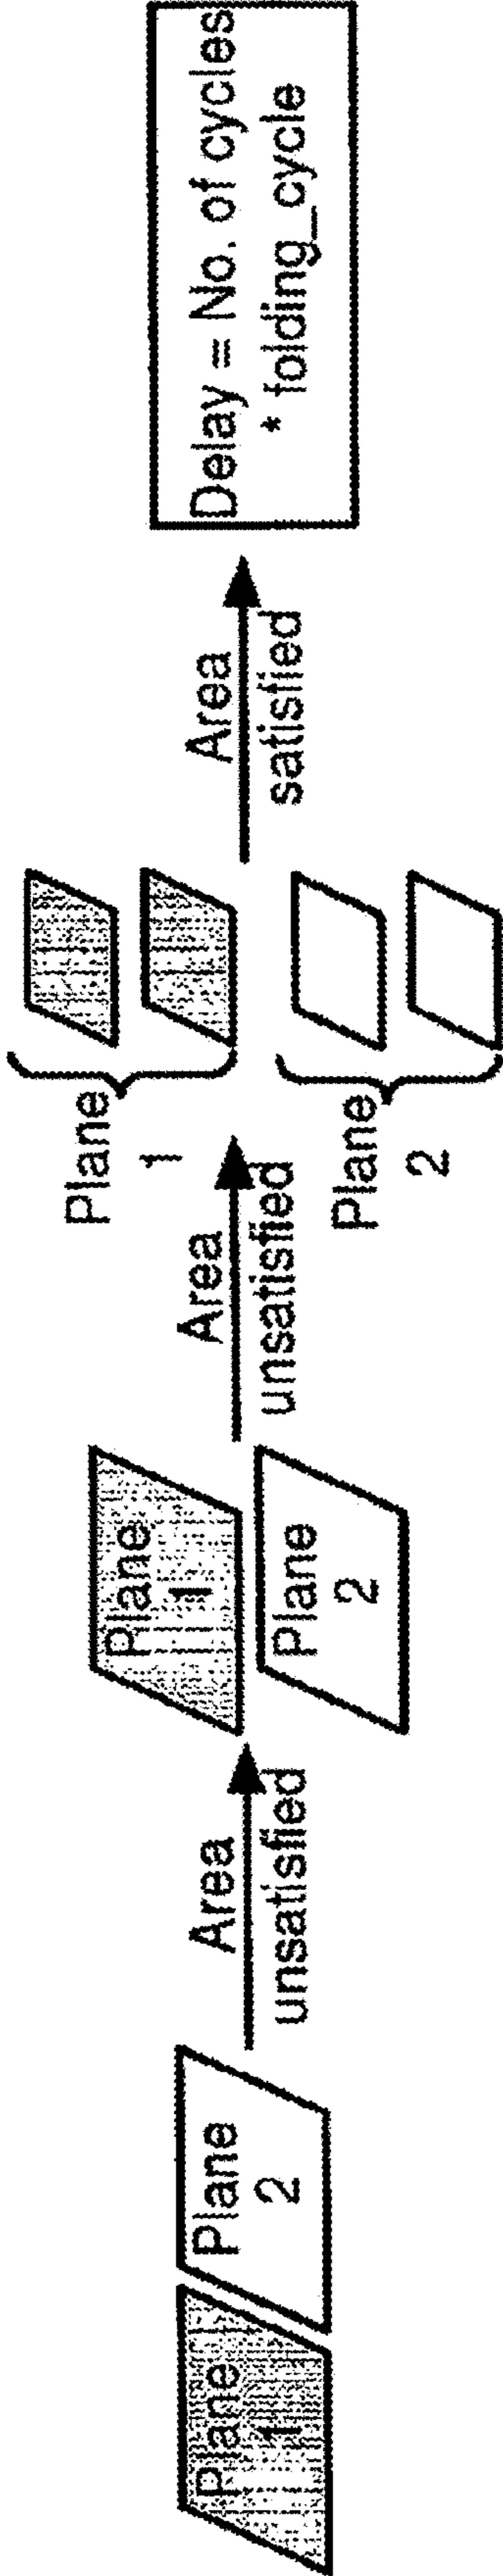 Plane
1
Plane
2
Area
unsatisfied
Plane
1
Plane
2
Area
unsatisfied
Plane
1
Plane
2
Area
satisfied
Delay = No. of cycles
* folding_cycle